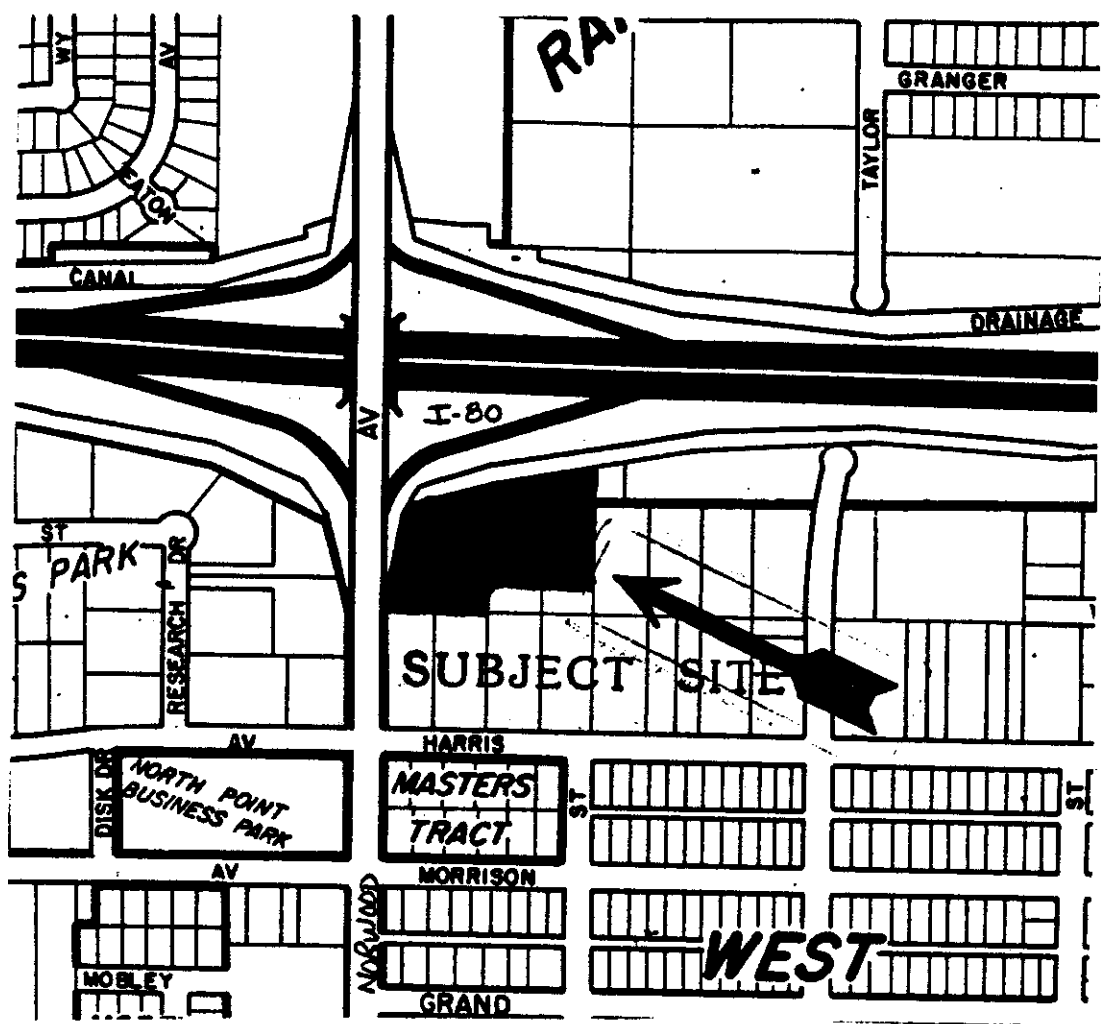 WY
AV
RA
GRANGER
TAYLOR
EATON
CANAL
DRAINAGE
AV
I-80
ST
S PARK
RESEARCH DR
SUBJECT SITE
AV
HARRIS
DISK DR
NORTH POINT
BUSINESS PARK
MASTERS
TRACT
ST
ST
AV
MORRISON
NORWOOD
WEST
MOBLEY
GRAND